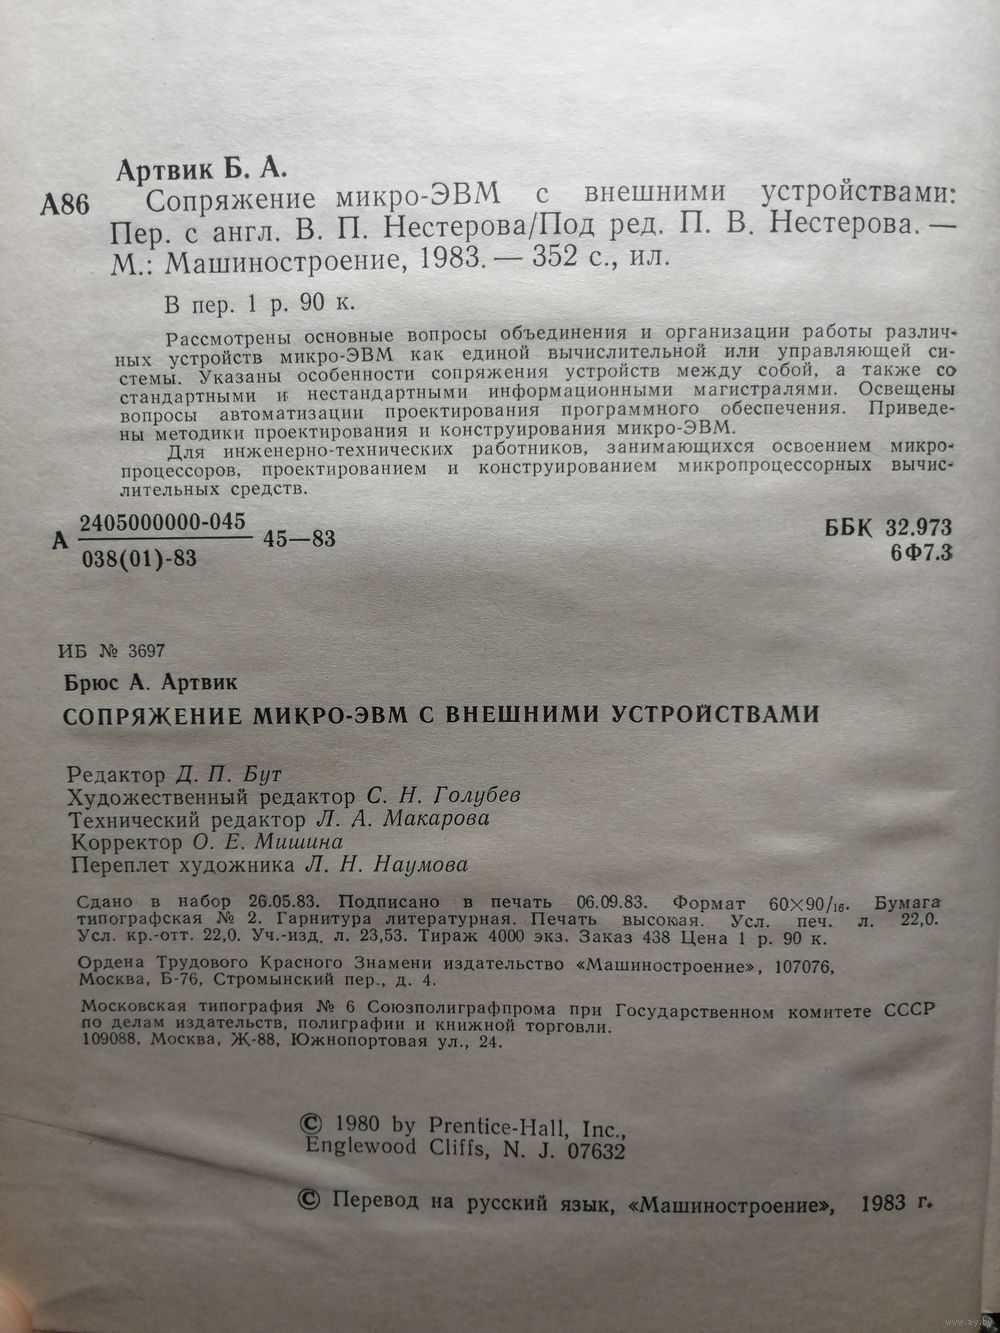 Артвик Б. А.
А86 Сопряжение микро-ЭВМ с внешними устройствами:
Пер. с англ. В. П. Нестерова/Под ред. П. В. Нестерова. —
М.: Машиностроение, 1983. — 352 с., ил.
В пер. 1 р. 90 к.
Рассмотрены основные вопросы объединения и организации работы различ-
ных устройств микро-ЭВМ как единой вычислительной или управляющей си-
стемы. Указаны особенности сопряжения устройств между собой, а также со
стандартными и нестандартными информационными магистралями. Освещены
вопросы автоматизации проектирования программного обеспечения. Приведе-
ны методики проектирования и конструирования микро-ЭВМ.
Для инженерно-технических работников, занимающихся освоением микро-
процессоров, проектированием и конструированием микропроцессорных вычис-
лительных средств.
А 2405000000-045 45—83
038(01)-83
ББК 32.973
6Ф7.3
ИБ № 3697
Брюс А. Артвик
СОПРЯЖЕНИЕ МИКРО-ЭВМ С ВНЕШНИМИ УСТРОЙСТВАМИ
Редактор Д. П. Бут
Художественный редактор С. Н. Голубев
Технический редактор Л. А. Макарова
Корректор О. Е. Мишина
Переплет художника Л. Н. Наумова
Сдано в набор 26.05.83. Подписано в печать 06.09.83. Формат 60×90/16. Бумага
типографская № 2. Гарнитура литературная. Печать высокая. Усл. печ. л. 22,0.
Усл. кр.-отт. 22,0. Уч.-изд. л. 23,53. Тираж 4000 экз. Заказ 438 Цена 1 р. 90 к.
Ордена Трудового Красного Знамени издательство «Машиностроение», 107076,
Москва, Б-76, Стромынский пер., д. 4.
Московская типография № 6 Союзполиграфпрома при Государственном комитете СССР
по делам издательств, полиграфии и книжной торговли.
109088, Москва, Ж-88, Южнопортовая ул., 24.
© 1980 by Prentice-Hall, Inc.,
Englewood Cliffs, N. J. 07632
© Перевод на русский язык, «Машиностроение», 1983 г.
www.ay.by